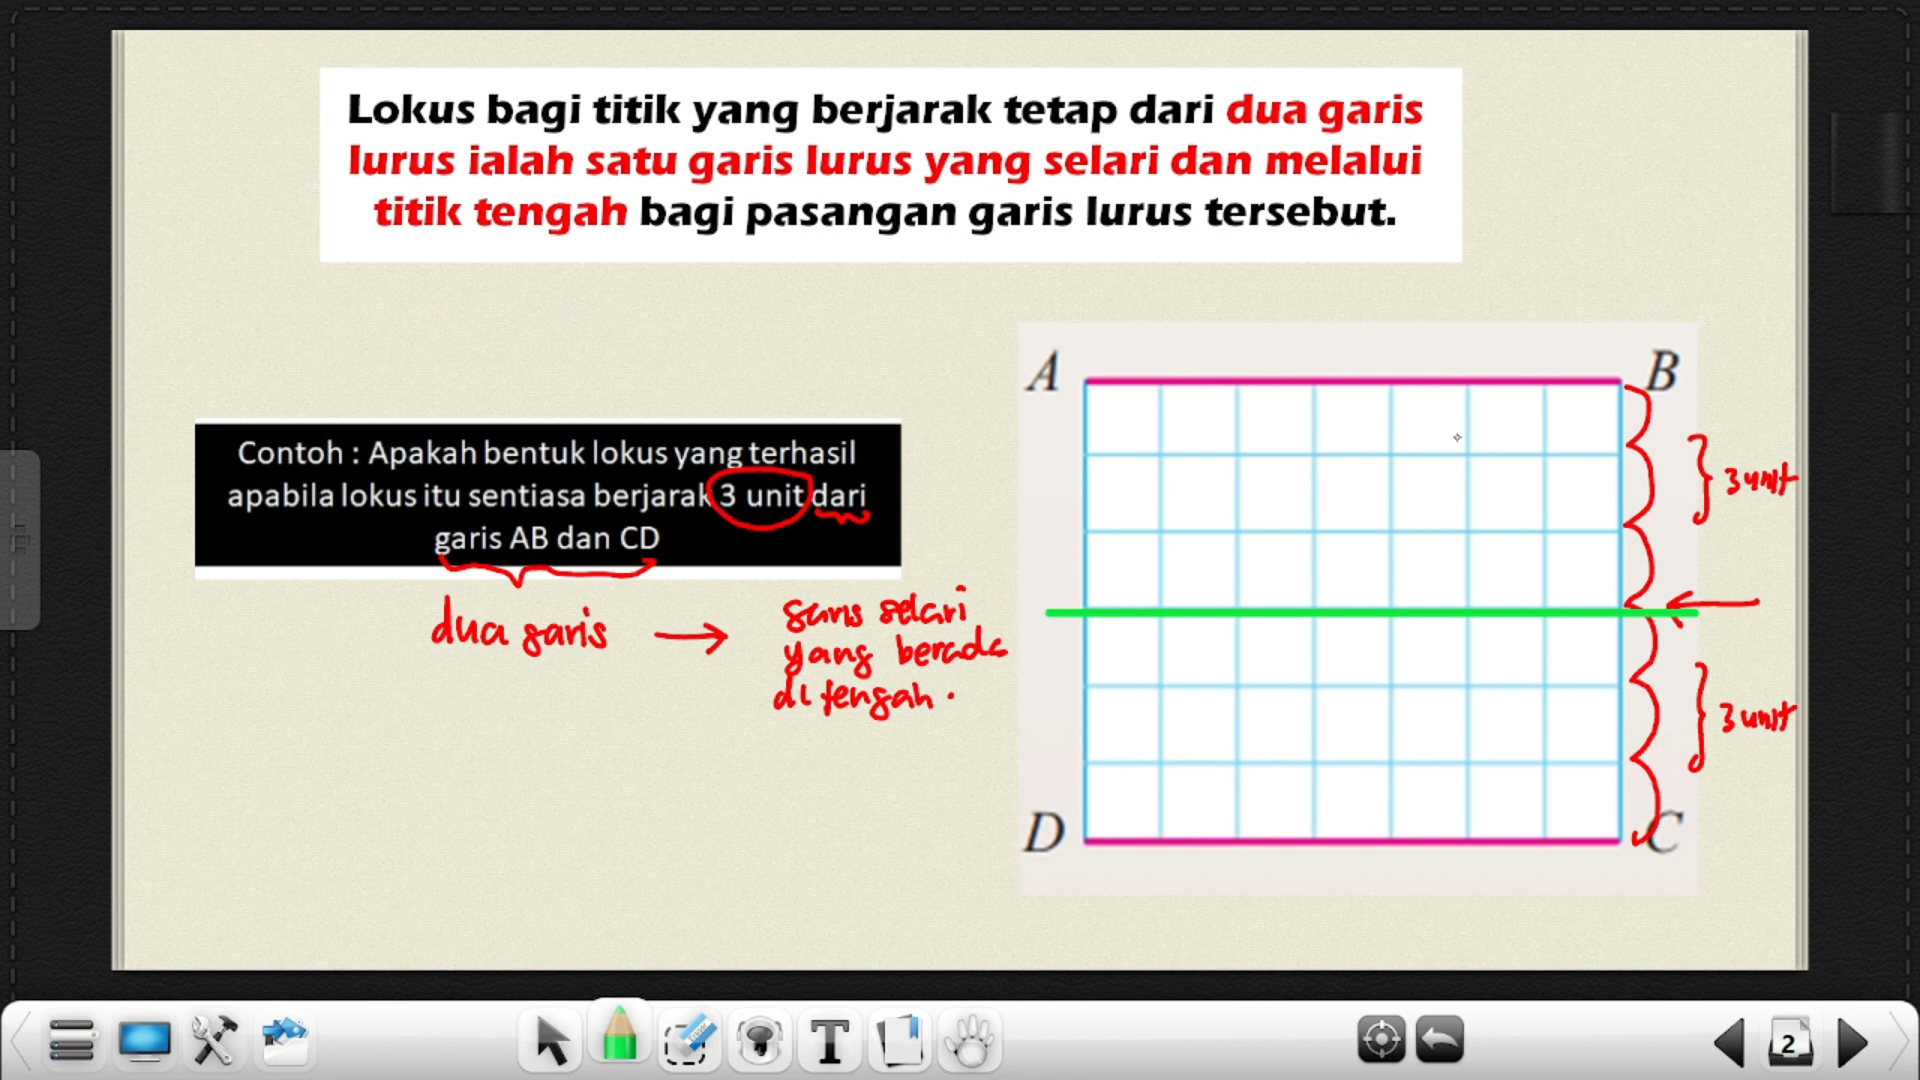 Lokus bagi titik yang berjarak tetap dari dua garis
lurus ialah satu garis lurus yang selari dan melalui
titik tengah bagi pasangan garis lurus tersebut.
Contoh : Apakah bentuk lokus yang terhasil
apabila lokus itu sentiasa berjarak 3 unit dari
garis AB dan CD
dua garis → garis selari
yang berada
di tengah.
A
B
3 unit
3 unit
D
C
T
2